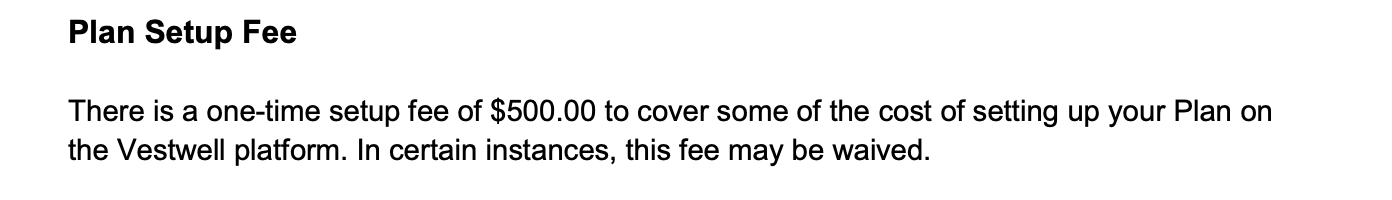 Plan Setup Fee
There is a one-time setup fee of $500.00 to cover some of the cost of setting up your Plan on
the Vestwell platform. In certain instances, this fee may be waived.